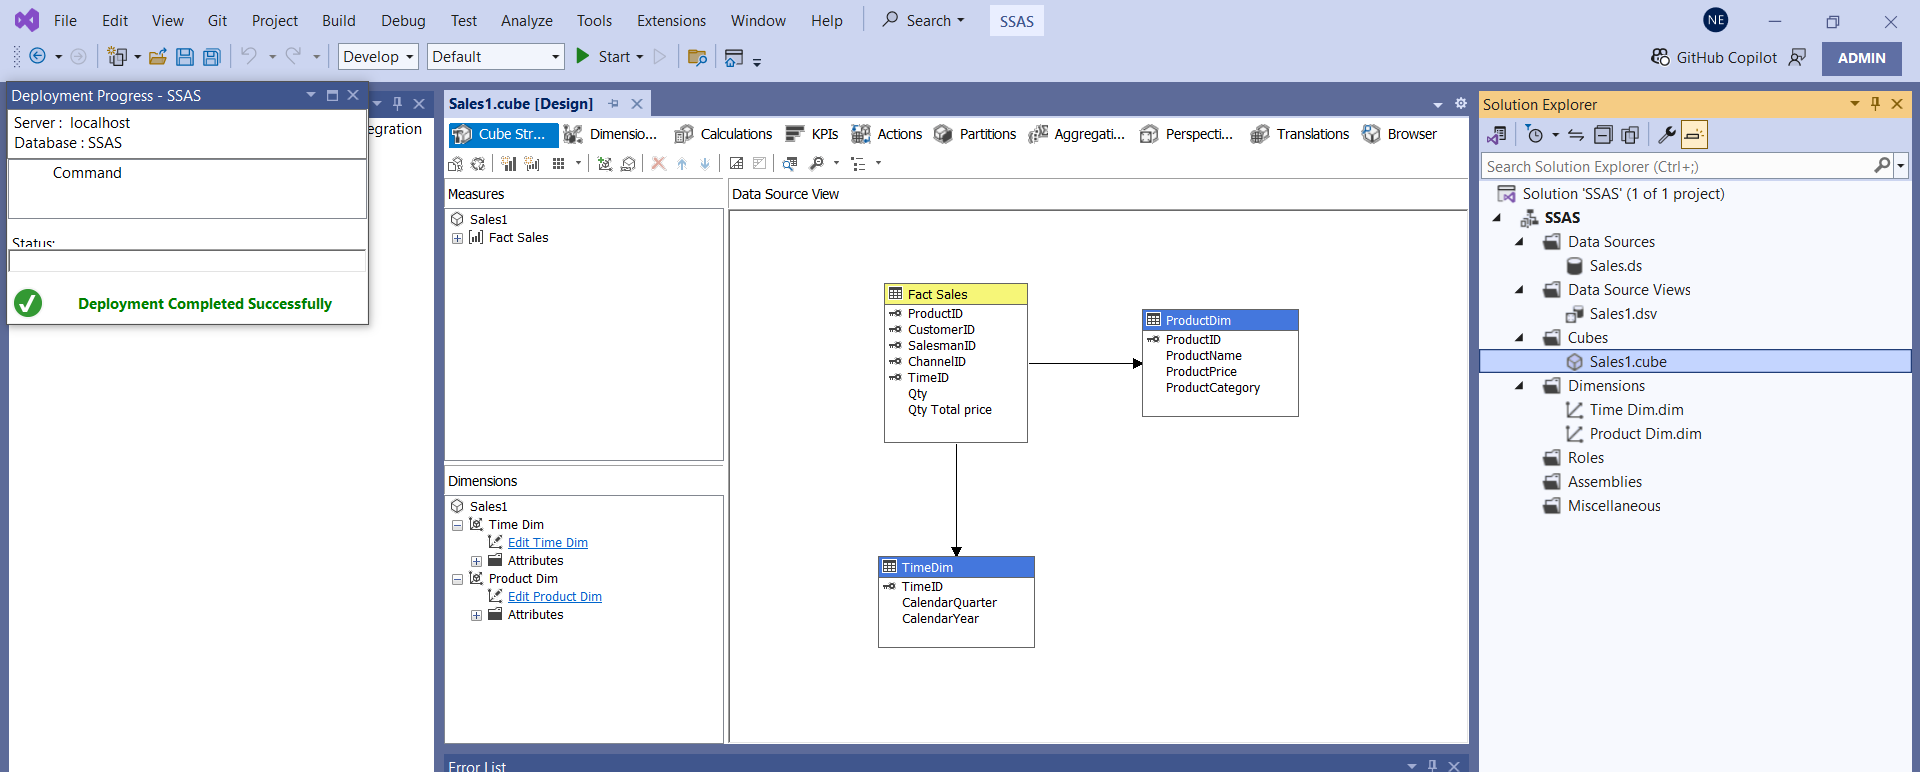 File Edit View Git Project Build Debug Test Analyze Tools Extensions Window Help Search SSAS NE
Develop Default Start GitHub Copilot ADMIN
Deployment Progress - SSAS
Server : localhost
Database : SSAS
Command
Status:
Deployment Completed Successfully
egration
Sales1.cube [Design]
Cube Str... Dimensio... Calculations KPIs Actions Partitions Aggregati... Perspecti... Translations Browser
Measures
Sales1
Fact Sales
Dimensions
Sales1
Time Dim
Edit Time Dim
Attributes
Product Dim
Edit Product Dim
Attributes
Data Source View
Fact Sales
ProductID
CustomerID
SalesmanID
ChannelID
TimeID
Qty
Qty Total price
ProductDim
ProductID
ProductName
ProductPrice
ProductCategory
TimeDim
TimeID
CalendarQuarter
CalendarYear
Error List
Solution Explorer
Search Solution Explorer (Ctrl+;)
Solution 'SSAS' (1 of 1 project)
SSAS
Data Sources
Sales.ds
Data Source Views
Sales1.dsv
Cubes
Sales1.cube
Dimensions
Time Dim.dim
Product Dim.dim
Roles
Assemblies
Miscellaneous